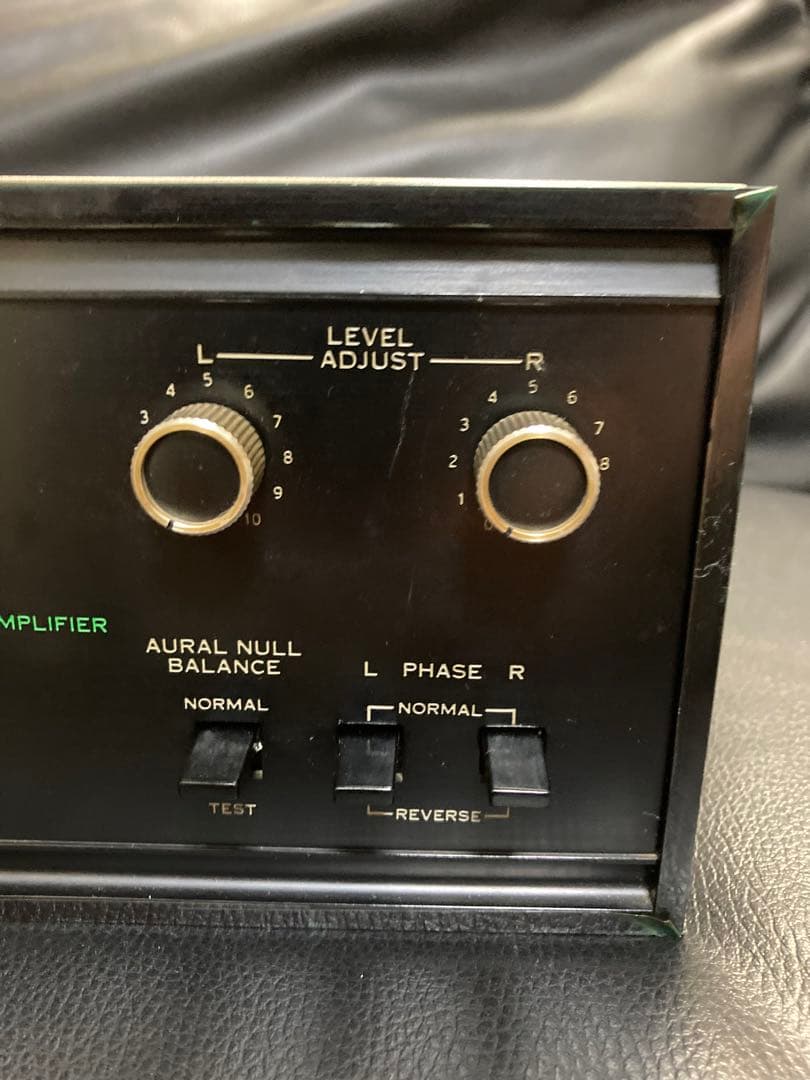 LEVEL
L ADJUST R
3 4 5 6 7 8 9 10
0 1 2 3 4 5 6 7 8
MPLIFIER
AURAL NULL
BALANCE
L PHASE R
NORMAL
NORMAL
TEST
REVERSE